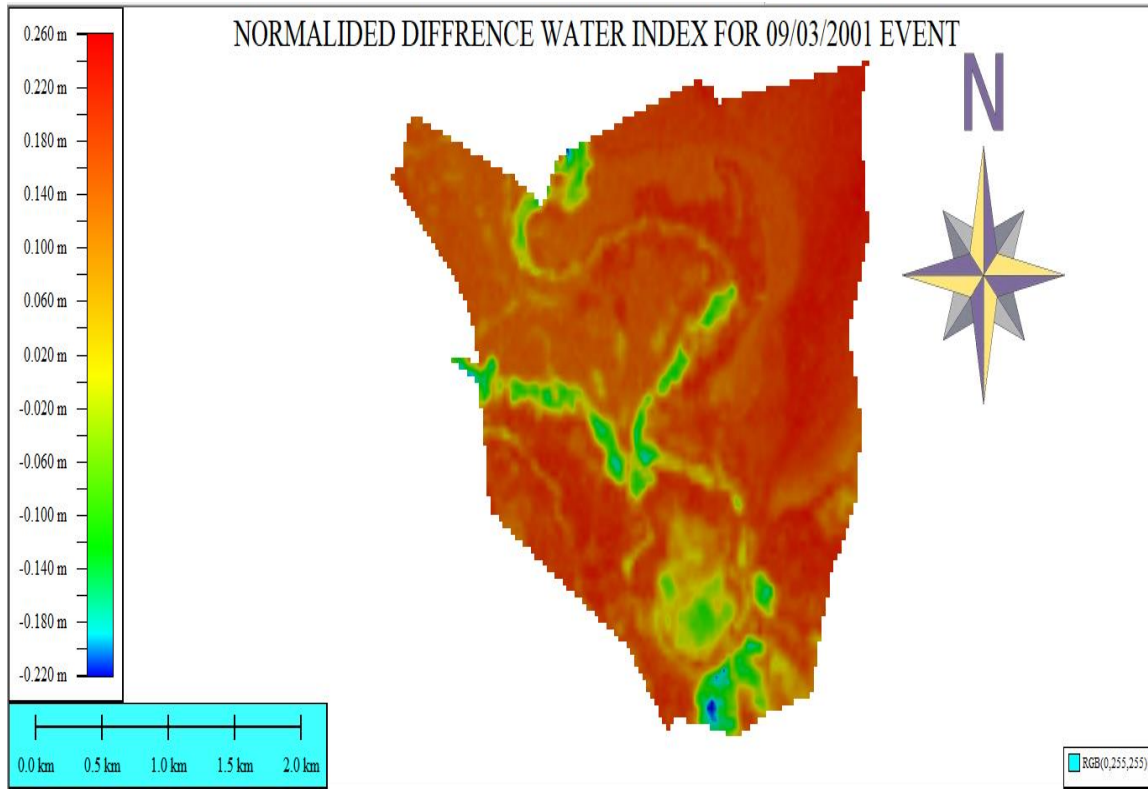 NORMALIDED DIFFRENCE WATER INDEX FOR 09/03/2001 EVENT
N
0.260 m
0.220 m
0.180 m
0.140 m
0.100 m
0.060 m
0.020 m
-0.020 m
-0.060 m
-0.100 m
-0.140 m
-0.180 m
-0.220 m
0.0 km 0.5 km 1.0 km 1.5 km 2.0 km
RGB(0,255,255)